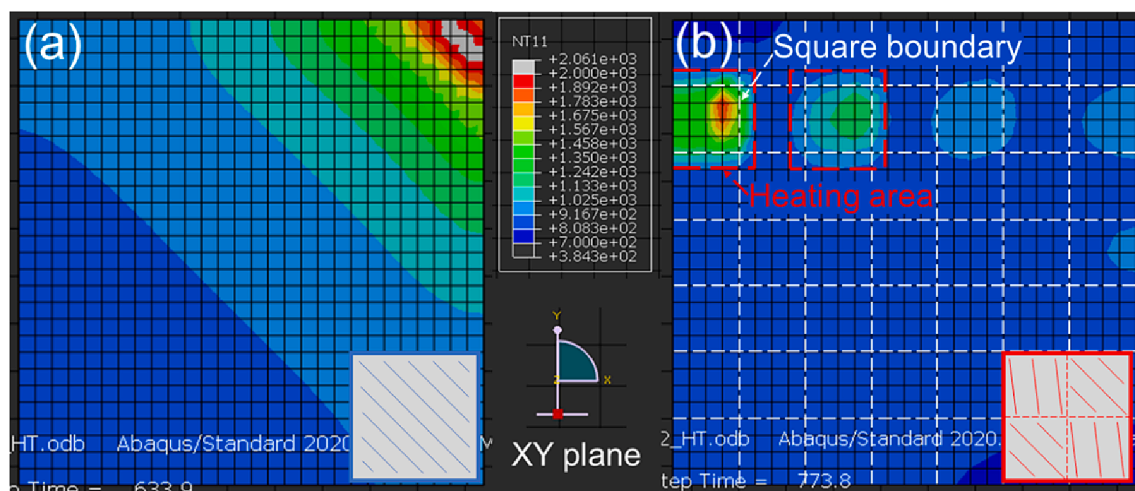 (a)
NT11
+2.061e+03
+2.000e+03
+1.892e+03
+1.783e+03
+1.675e+03
+1.567e+03
+1.458e+03
+1.350e+03
+1.242e+03
+1.133e+03
+1.025e+03
+9.167e+02
+8.083e+02
+7.000e+02
+3.843e+02
Y
Z
X
XY plane
_HT.odb Abaqus/Standard 2020
p Time = 633.9
(b)
Square boundary
Heating area
2_HT.odb Abaqus/Standard 2020.
tep Time = 773.8